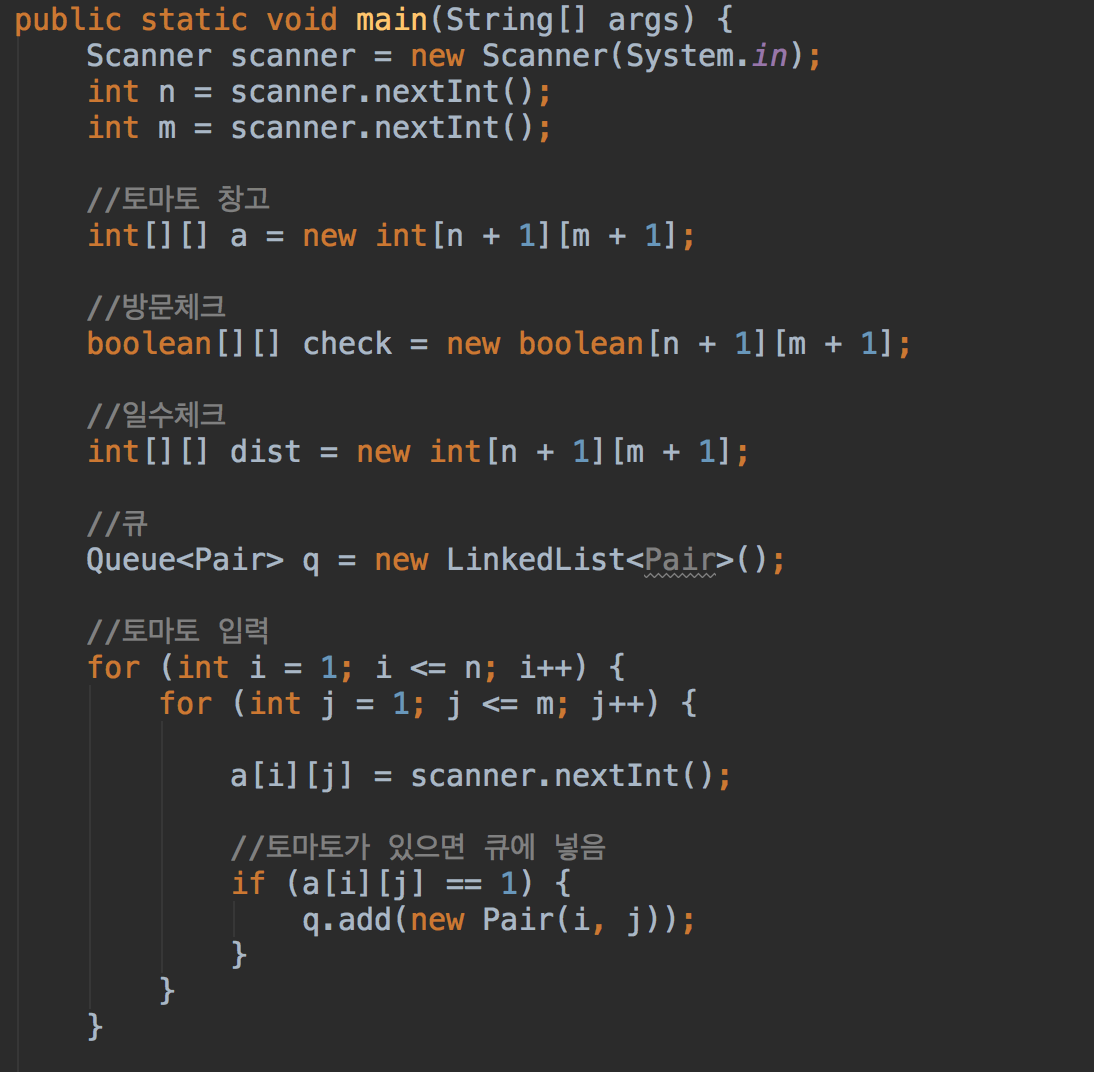 public static void main(String[] args) {
    Scanner scanner = new Scanner(System.in);
    int n = scanner.nextInt();
    int m = scanner.nextInt();

    //토마토 창고
    int[][] a = new int[n + 1][m + 1];

    //방문체크
    boolean[][] check = new boolean[n + 1][m + 1];

    //일수체크
    int[][] dist = new int[n + 1][m + 1];

    //큐
    Queue<Pair> q = new LinkedList<Pair>();

    //토마토 입력
    for (int i = 1; i <= n; i++) {
        for (int j = 1; j <= m; j++) {

            a[i][j] = scanner.nextInt();

            //토마토가 있으면 큐에 넣음
            if (a[i][j] == 1) {
                q.add(new Pair(i, j));
            }
        }
    }